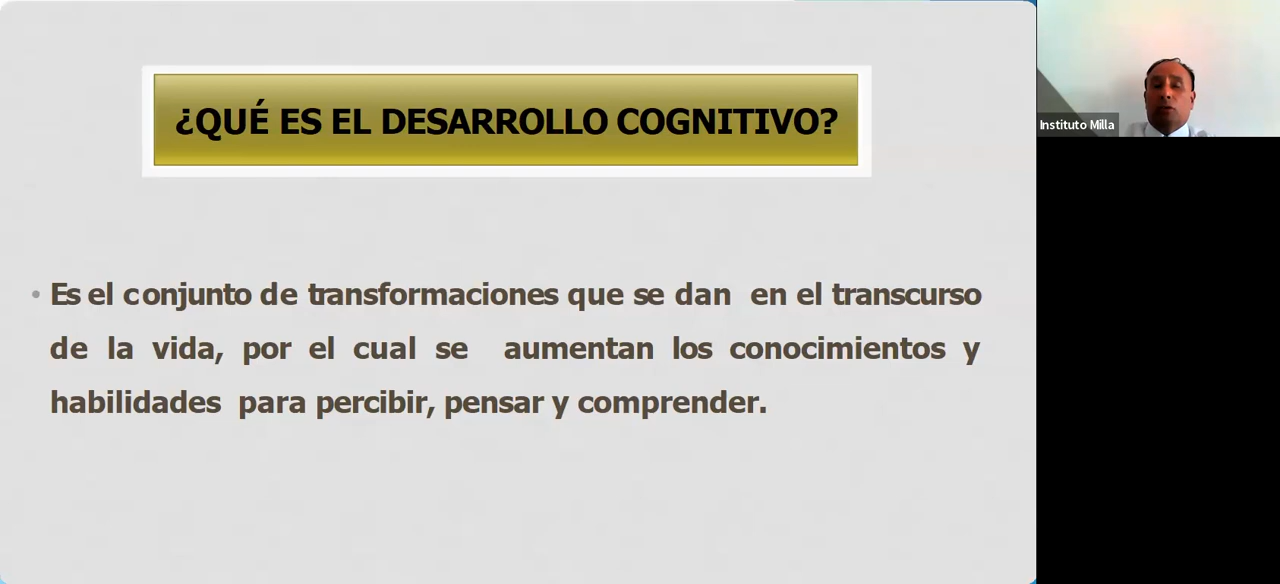 ¿QUÉ ES EL DESARROLLO COGNITIVO?
Instituto Milla
• Es el conjunto de transformaciones que se dan en el transcurso
de la vida, por el cual se aumentan los conocimientos y
habilidades para percibir, pensar y comprender.